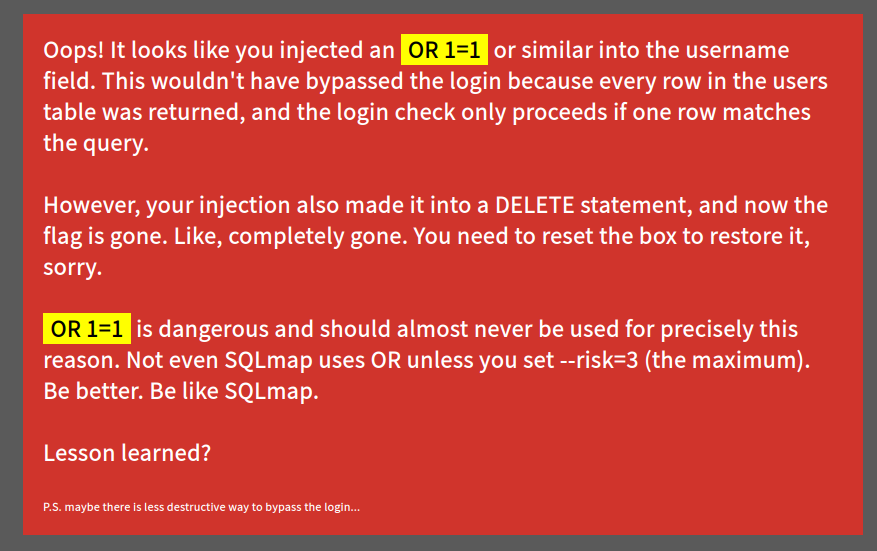 Oops! It looks like you injected an OR 1=1 or similar into the username
field. This wouldn't have bypassed the login because every row in the users
table was returned, and the login check only proceeds if one row matches
the query.
However, your injection also made it into a DELETE statement, and now the
flag is gone. Like, completely gone. You need to reset the box to restore it,
sorry.
OR 1=1 is dangerous and should almost never be used for precisely this
reason. Not even SQLmap uses OR unless you set --risk=3 (the maximum).
Be better. Be like SQLmap.
Lesson learned?
P.S. maybe there is less destructive way to bypass the login...